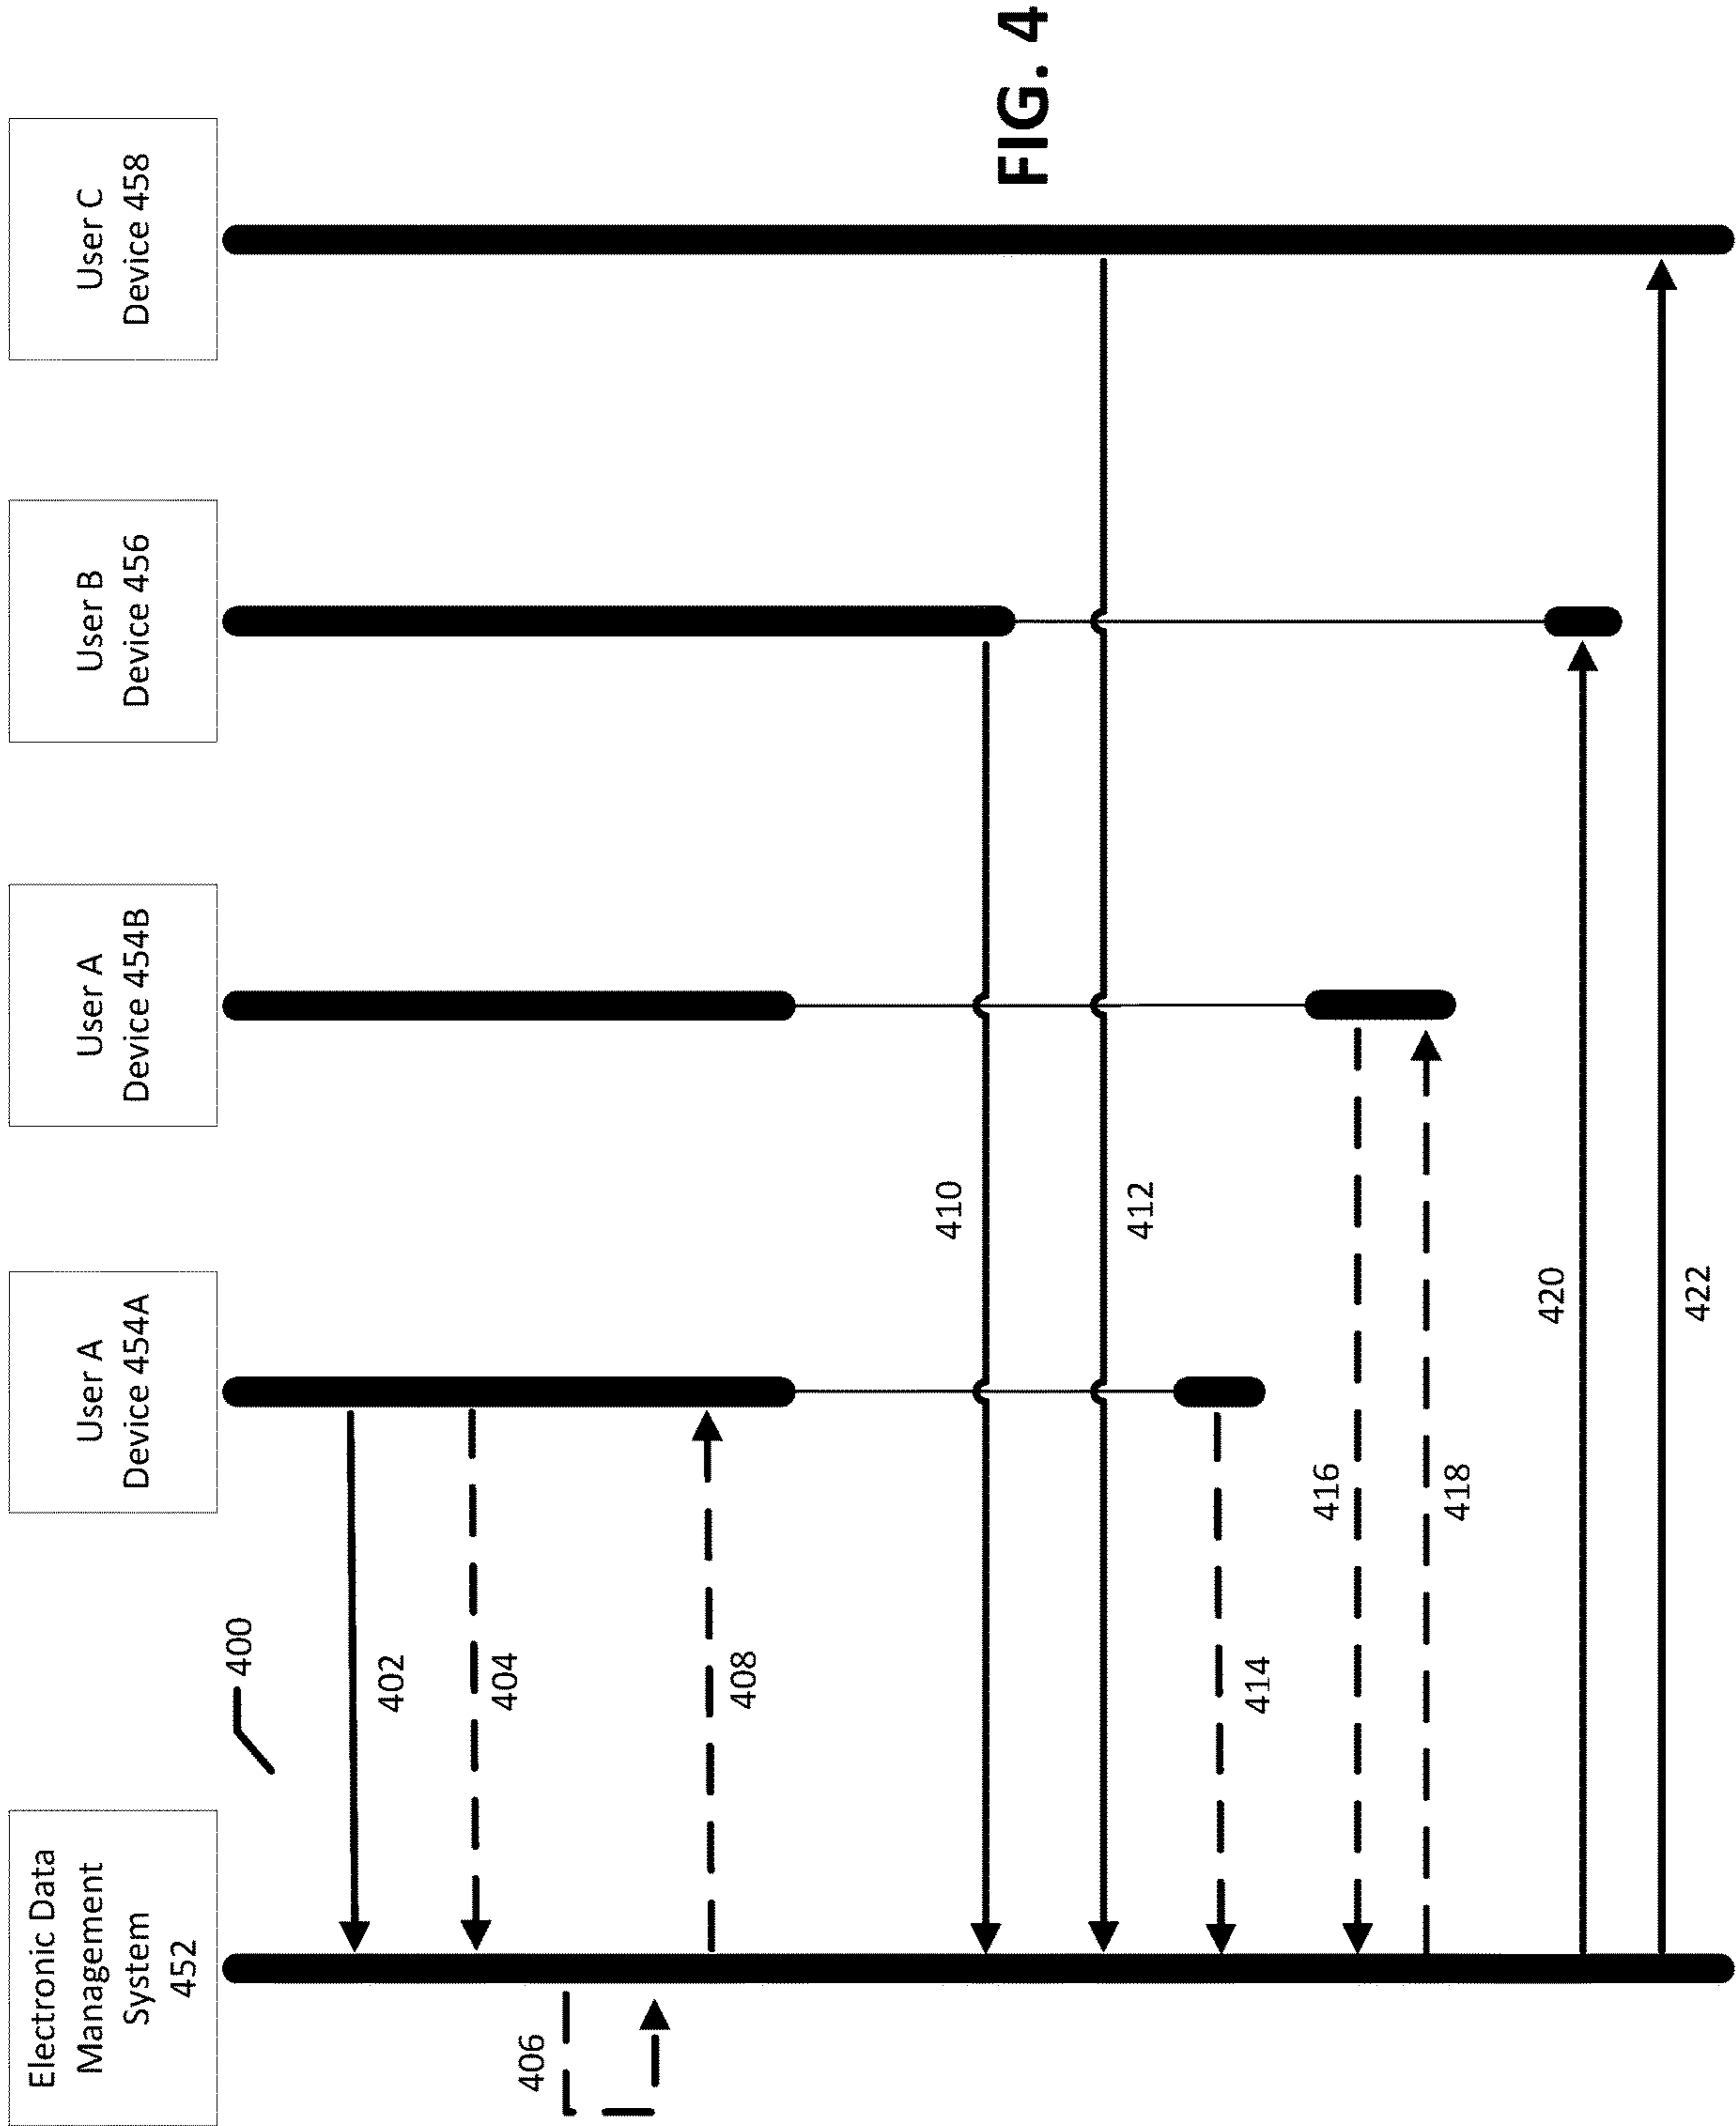 Electronic Data
Management
System
452
User A
Device 454A
User A
Device 454B
User B
Device 456
User C
Device 458
400
402
404
406
408
410
412
414
416
418
420
422
FIG. 4